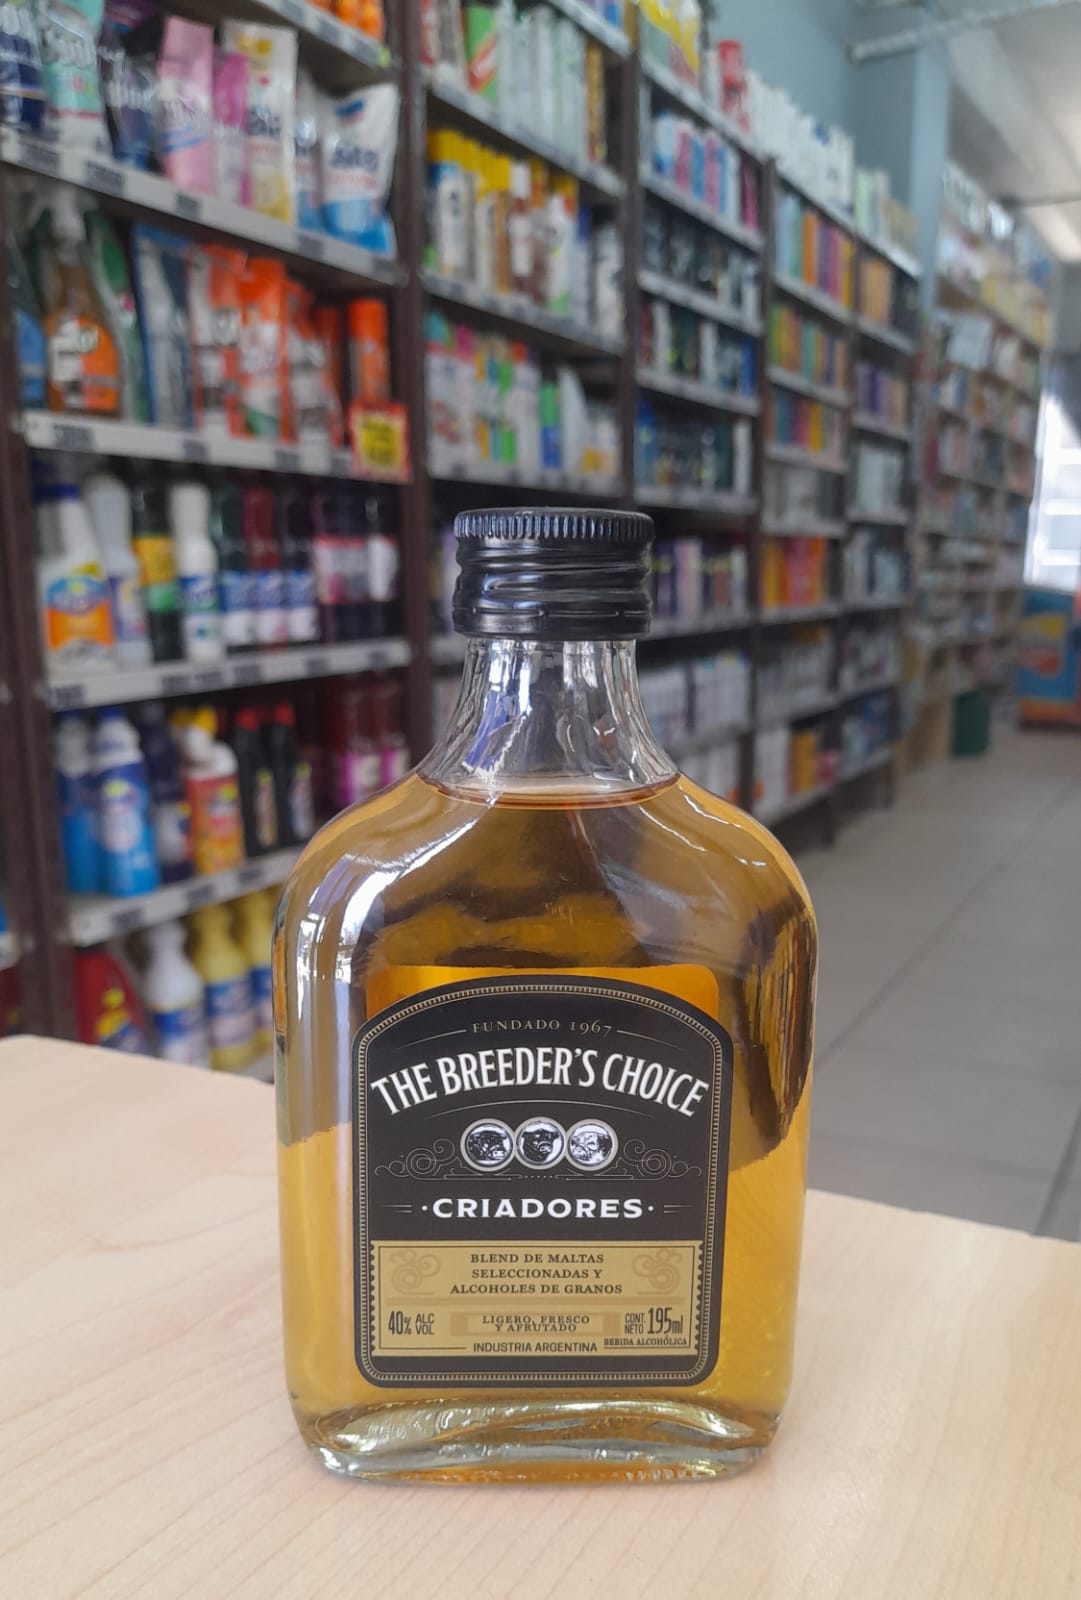 FUNDADO 1967
THE BREEDER'S CHOICE
·CRIADORES·
BLEND DE MALTAS
SELECCIONADAS Y
ALCOHOLES DE GRANOS
40% ALC VOL
LIGERO, FRESCO
Y AFRUTADO
CONT. NETO 195ml
BEBIDA ALCOHÓLICA
INDUSTRIA ARGENTINA